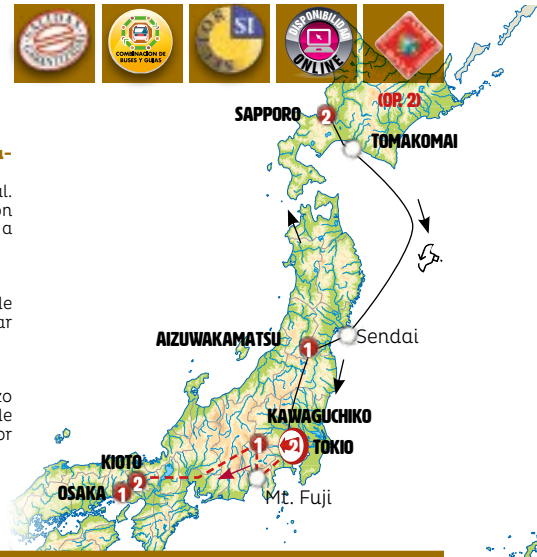 COMBINACIÓN DE
BUSES Y GUÍAS
SI
DISPONIBILIDAD
ONLINE
(OP. 2)
SAPPORO
2
TOMAKOMAI
AIZUWAKAMATSU
1
Sendai
KAWAGUCHIKO
1
2
TOKIO
KIOTO
2
OSAKA
1
Mt. Fuji